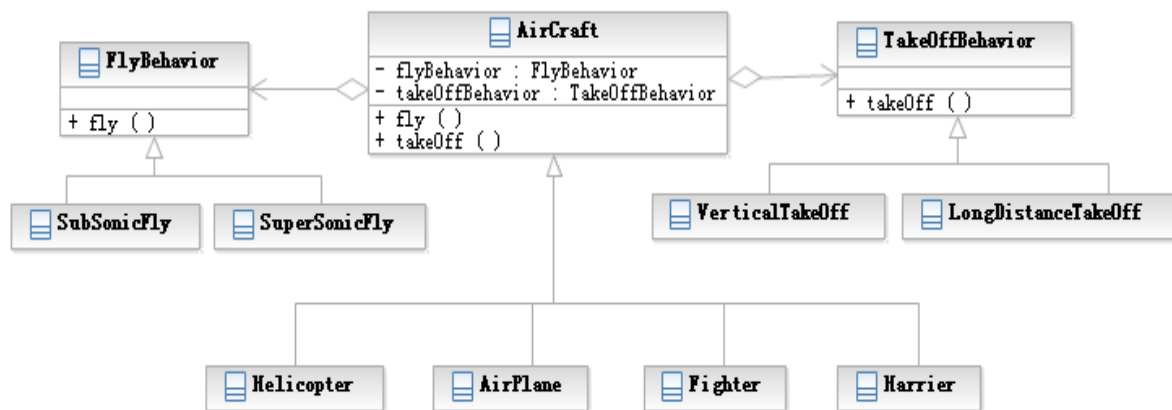 AirCraft
- flyBehavior : FlyBehavior
- takeOffBehavior : TakeOffBehavior
+ fly ( )
+ takeOff ( )
FlyBehavior
+ fly ( )
TakeOffBehavior
+ takeOff ( )
SubSonicFly
SuperSonicFly
VerticalTakeOff
LongDistanceTakeOff
Helicopter
AirPlane
Fighter
Harrier